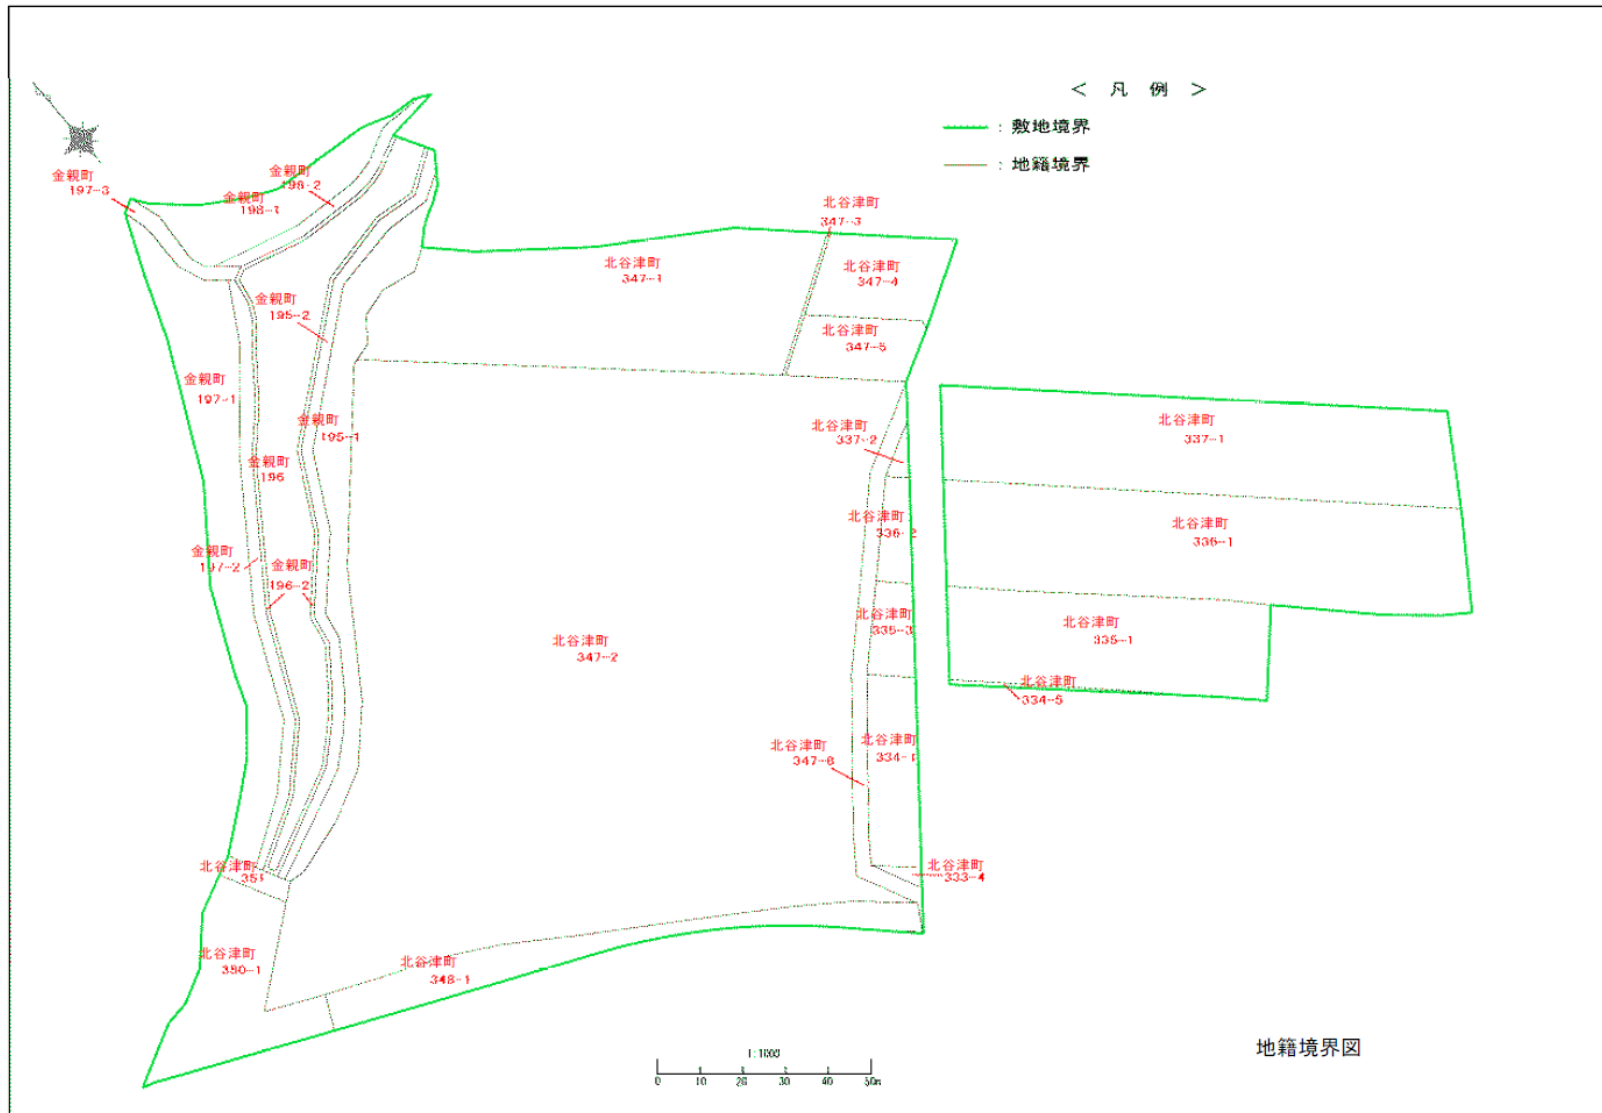 < 凡 例 >
: 敷地境界
: 地籍境界
金親町
197-3
金親町
198-2
金親町
198-1
北谷津町
347-3
北谷津町
347-1
北谷津町
347-4
金親町
195-2
北谷津町
347-5
金親町
197-1
金親町
195-1
北谷津町
337-2
北谷津町
337-1
金親町
196
北谷津町
336-2
北谷津町
336-1
金親町
197-2
金親町
196-2
北谷津町
335-3
北谷津町
335-1
北谷津町
347-2
北谷津町
334-5
北谷津町
347-6
北谷津町
334-1
北谷津町
351
北谷津町
333-4
北谷津町
北谷津町
348-1
1:1000
0 10 20 30 40 50m
地籍境界図